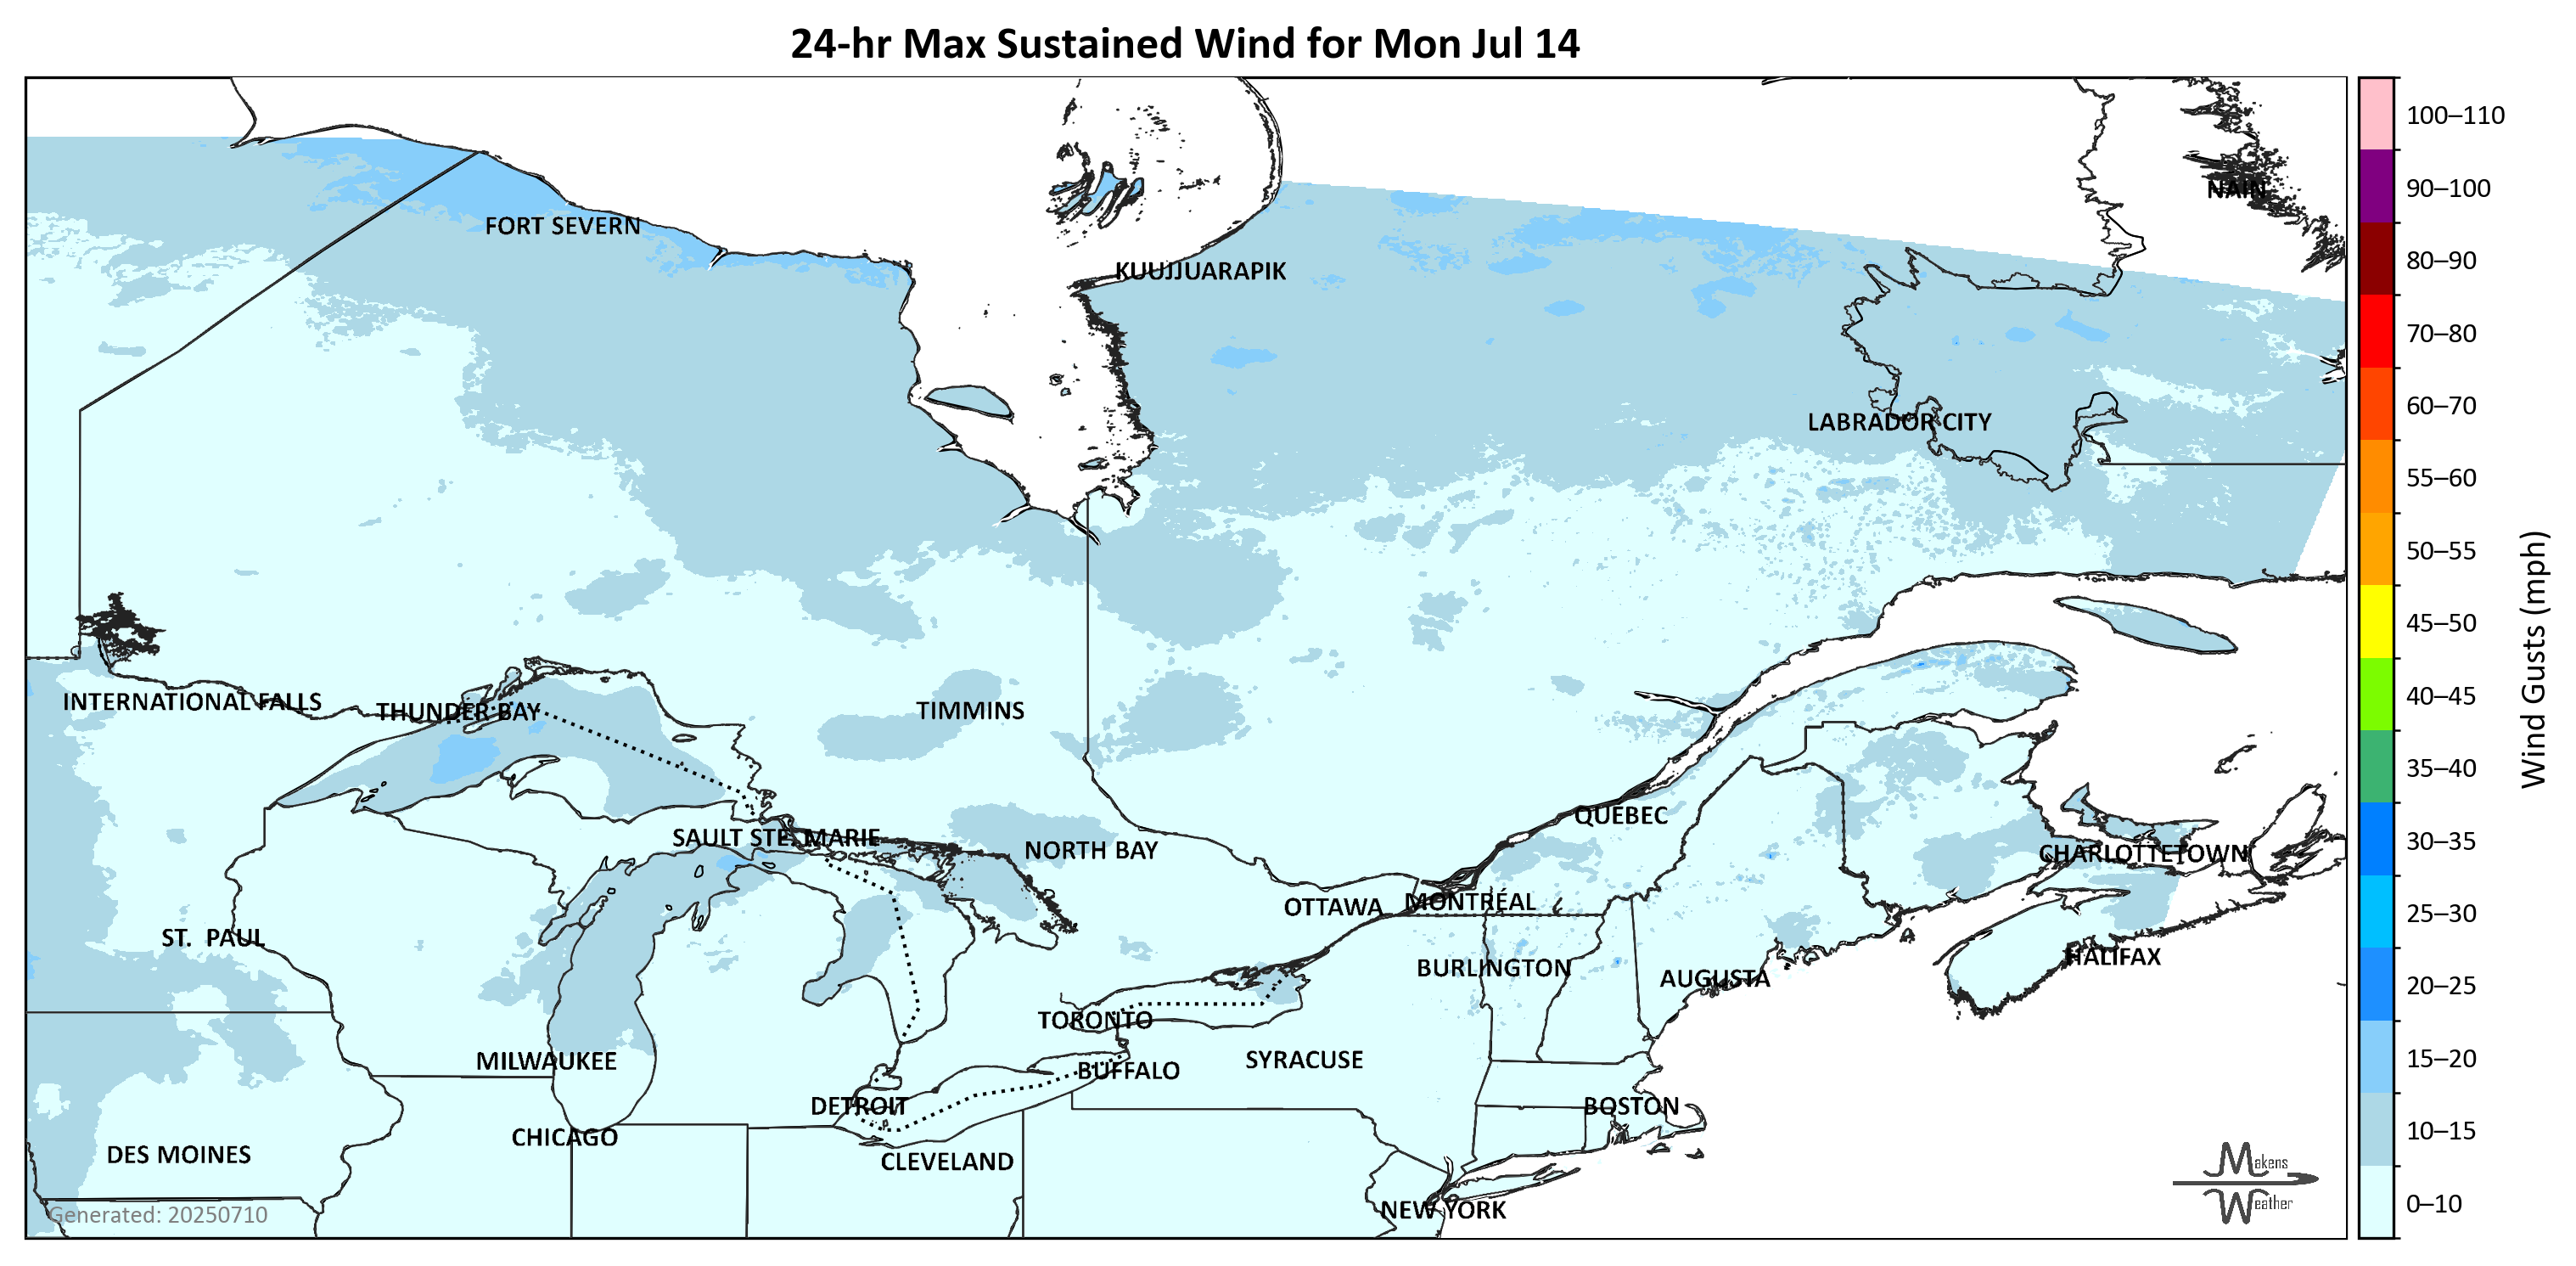 24-hr Max Sustained Wind for Mon Jul 14
NAIN
FORT SEVERN
KUUJJUARAPIK
LABRADOR CITY
INTERNATIONAL FALLS
THUNDER BAY
TIMMINS
QUEBEC
SAULT STE. MARIE
NORTH BAY
CHARLOTTETOWN
OTTAWA
MONTRÉAL
ST. PAUL
HALIFAX
BURLINGTON
AUGUSTA
TORONTO
MILWAUKEE
SYRACUSE
BUFFALO
DETROIT
BOSTON
CHICAGO
DES MOINES
CLEVELAND
NEW YORK
Generated: 20250710
Makens
Weather
100–110
90–100
80–90
70–80
60–70
55–60
50–55
45–50
40–45
35–40
30–35
25–30
20–25
15–20
10–15
0–10
Wind Gusts (mph)